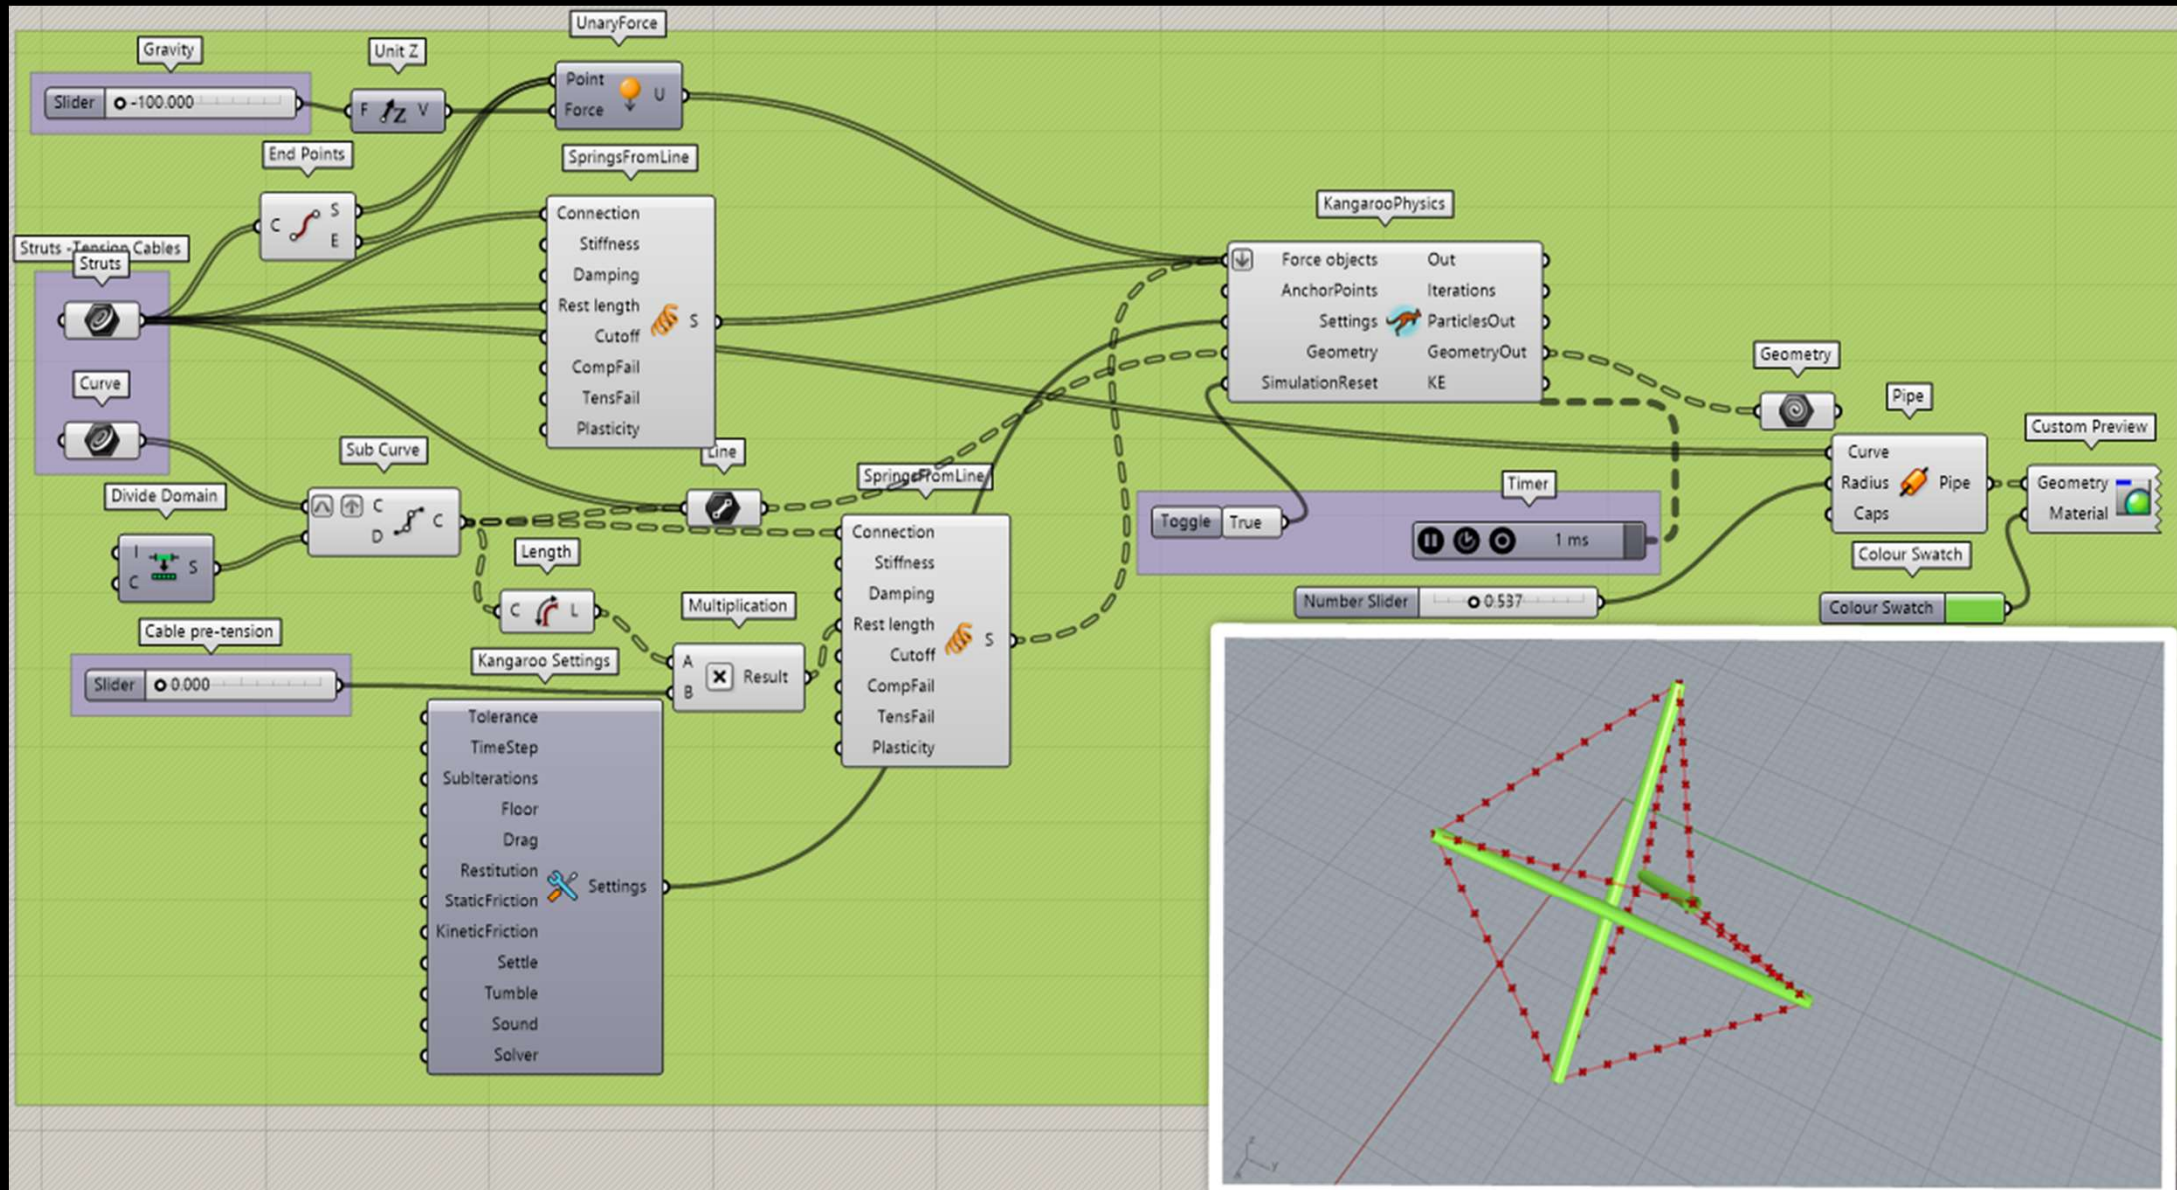 UnaryForce
Gravity
Unit Z
Slider -100.000
F Z V
Point
Force
U
End Points
SpringsFromLine
C S
E
Connection
Stiffness
Damping
Rest length
Cutoff
CompFail
TensFail
Plasticity
S
Struts -Tension Cables
Struts
Curve
KangarooPhysics
Force objects Out
AnchorPoints Iterations
Settings ParticlesOut
Geometry GeometryOut
SimulationReset KE
Geometry
Pipe
Curve
Radius Pipe
Caps
Custom Preview
Geometry
Material
Sub Curve
C
D
C
Line
SpringsFromLine
Divide Domain
I
C
S
Length
C L
Timer
Toggle True
1 ms
Number Slider 0.537
Colour Swatch
Colour Swatch
Connection
Stiffness
Damping
Rest length
Cutoff
CompFail
TensFail
Plasticity
S
Multiplication
A
B
Result
Cable pre-tension
Slider 0.000
Kangaroo Settings
Tolerance
TimeStep
SubIterations
Floor
Drag
Restitution
StaticFriction
KineticFriction
Settle
Tumble
Sound
Solver
Settings
z
y
x